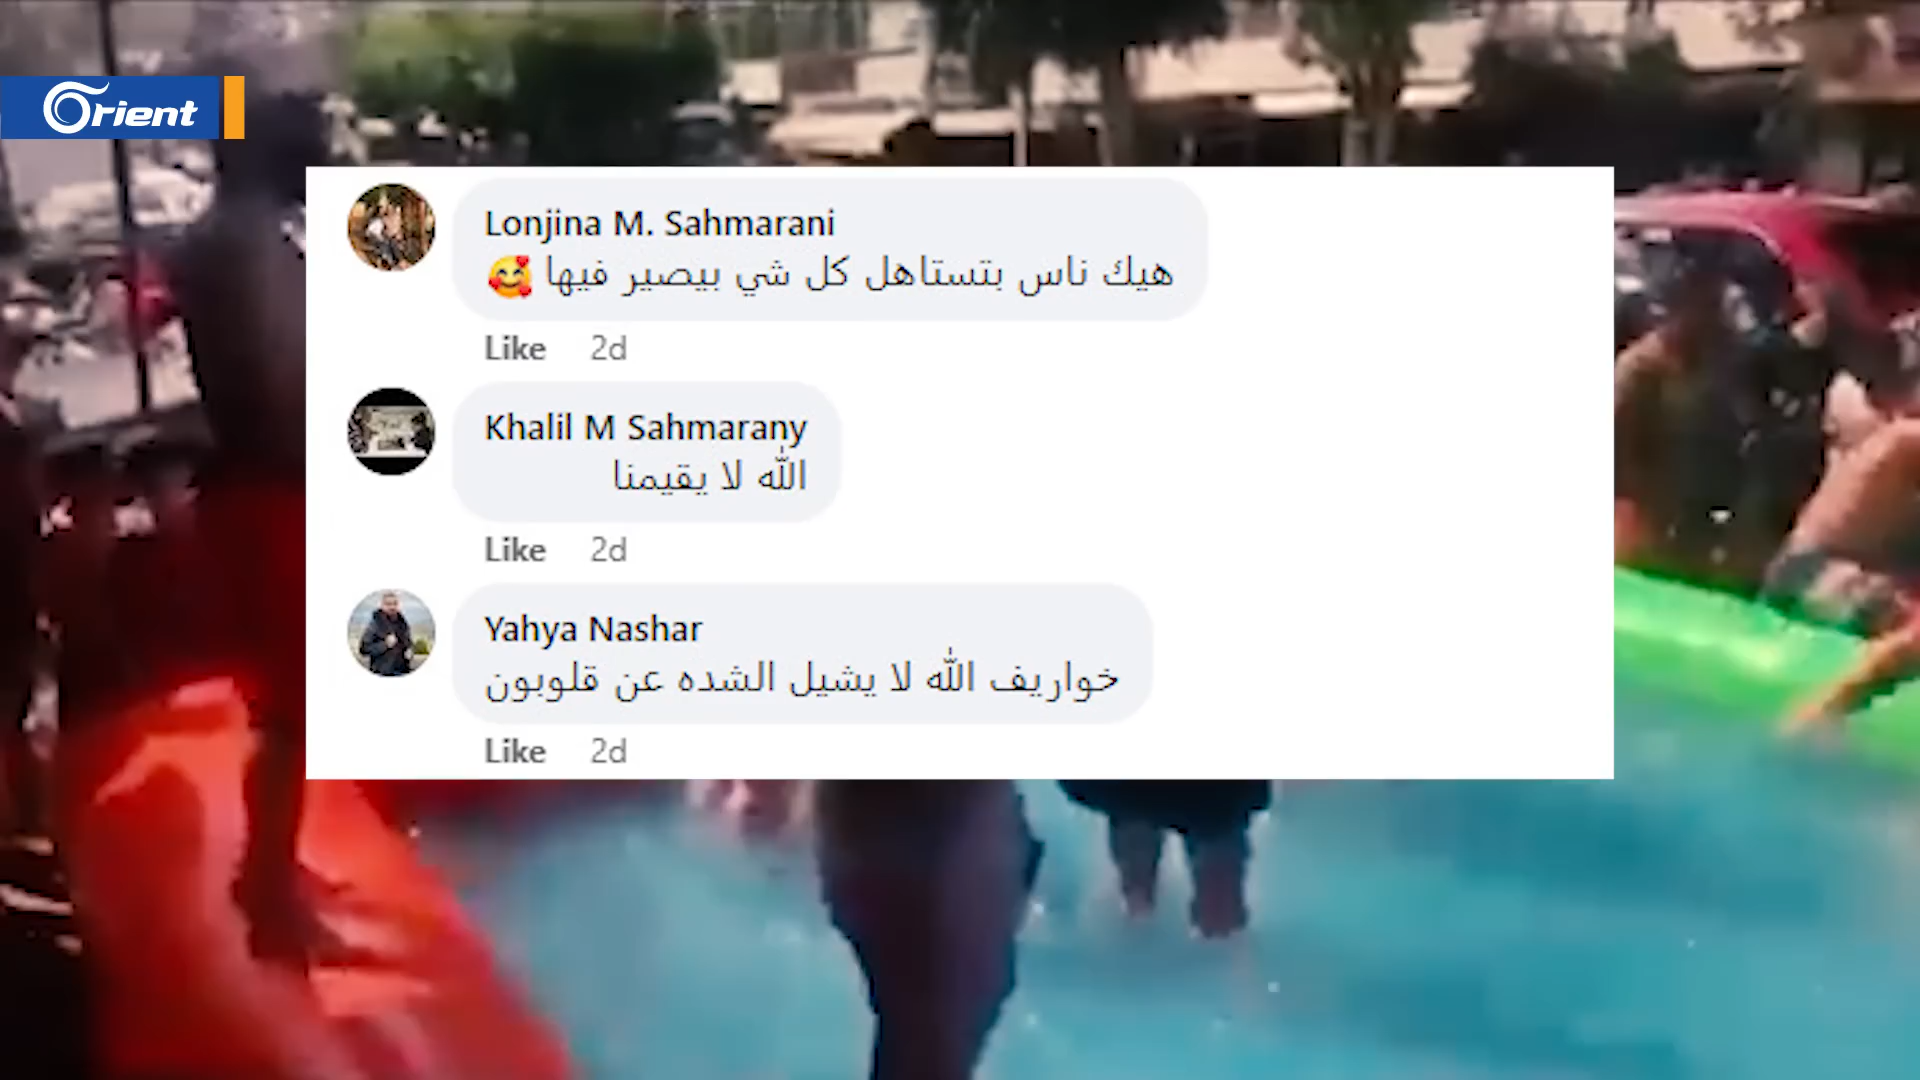 Orient
Lonjina M. Sahmarani
هيك ناس بتستاهل كل شي بيصير فيها 🥰
Like 2d
Khalil M Sahmarany
الله لا يقيمنا
Like 2d
Yahya Nashar
خواريف الله لا يشيل الشده عن قلوبون
Like 2d